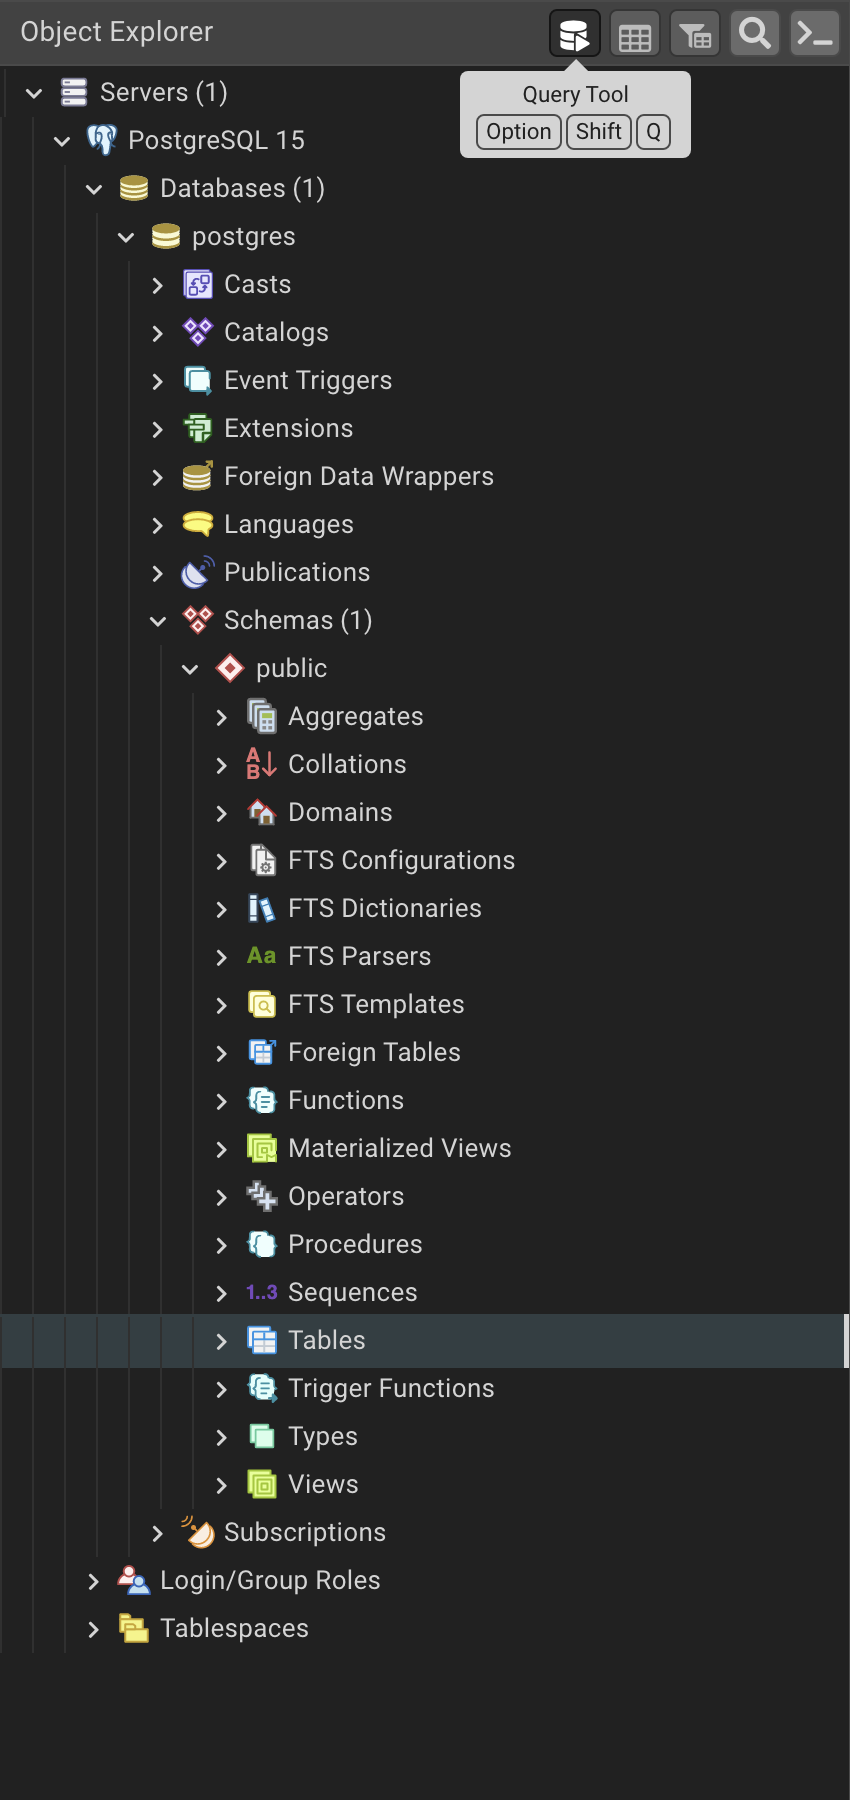 Object Explorer
Query Tool
Option Shift Q
Servers (1)
PostgreSQL 15
Databases (1)
postgres
Casts
Catalogs
Event Triggers
Extensions
Foreign Data Wrappers
Languages
Publications
Schemas (1)
public
Aggregates
A
B
Collations
Domains
FTS Configurations
FTS Dictionaries
Aa FTS Parsers
FTS Templates
Foreign Tables
Functions
Materialized Views
Operators
Procedures
1..3 Sequences
Tables
Trigger Functions
Types
Views
Subscriptions
Login/Group Roles
Tablespaces